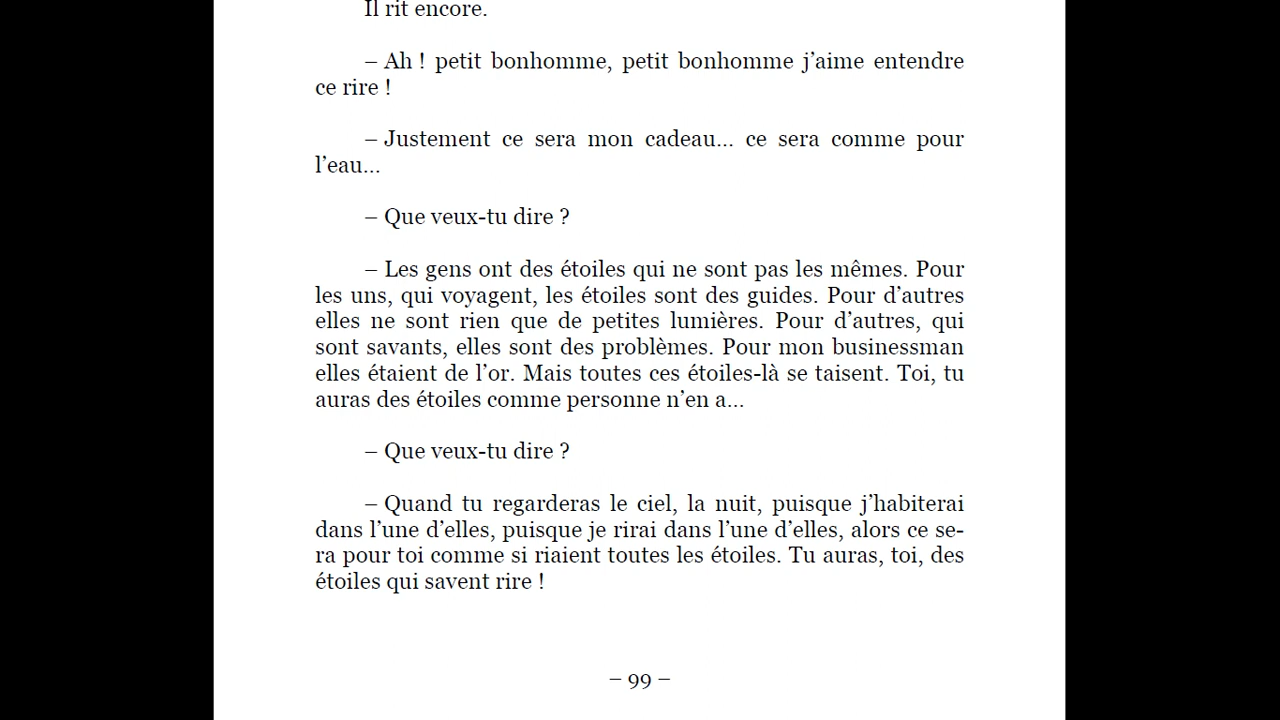 Il rit encore.
– Ah ! petit bonhomme, petit bonhomme j’aime entendre
ce rire !
– Justement ce sera mon cadeau… ce sera comme pour
l’eau…
– Que veux-tu dire ?
– Les gens ont des étoiles qui ne sont pas les mêmes. Pour
les uns, qui voyagent, les étoiles sont des guides. Pour d’autres
elles ne sont rien que de petites lumières. Pour d’autres, qui
sont savants, elles sont des problèmes. Pour mon businessman
elles étaient de l’or. Mais toutes ces étoiles-là se taisent. Toi, tu
auras des étoiles comme personne n’en a…
– Que veux-tu dire ?
– Quand tu regarderas le ciel, la nuit, puisque j’habiterai
dans l’une d’elles, puisque je rirai dans l’une d’elles, alors ce se-
ra pour toi comme si riaient toutes les étoiles. Tu auras, toi, des
étoiles qui savent rire !
– 99 –